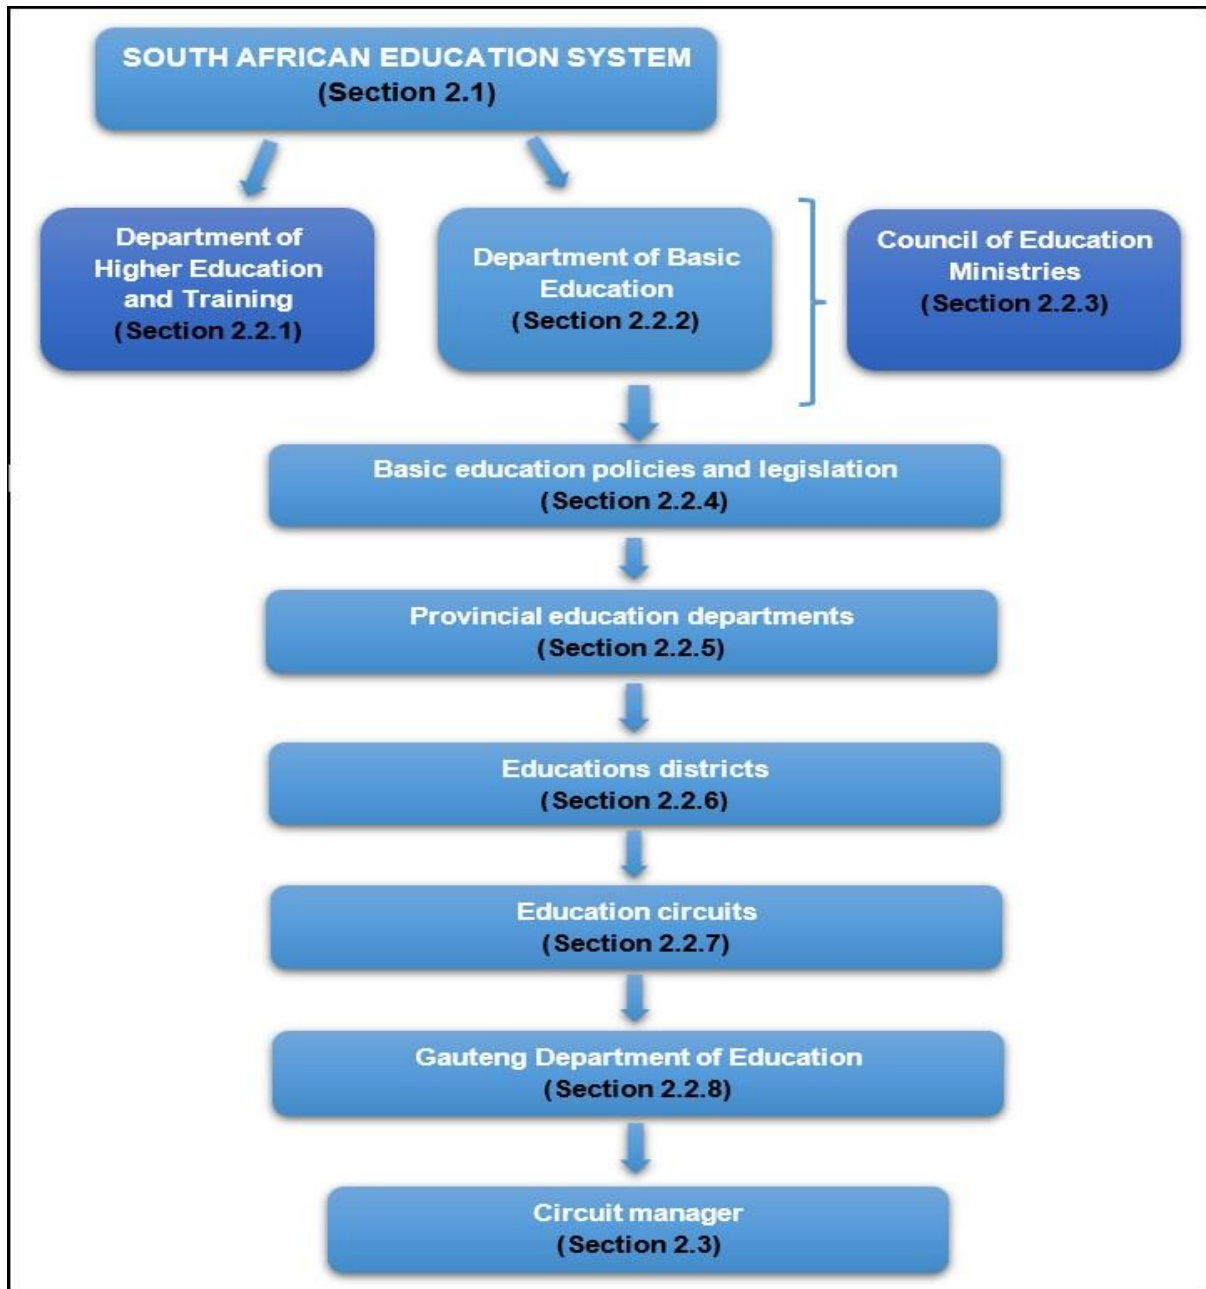 SOUTH AFRICAN EDUCATION SYSTEM
(Section 2.1)
Department of
Higher Education
and Training
(Section 2.2.1)
Department of Basic
Education
(Section 2.2.2)
Council of Education
Ministries
(Section 2.2.3)
Basic education policies and legislation
(Section 2.2.4)
Provincial education departments
(Section 2.2.5)
Educations districts
(Section 2.2.6)
Education circuits
(Section 2.2.7)
Gauteng Department of Education
(Section 2.2.8)
Circuit manager
(Section 2.3)